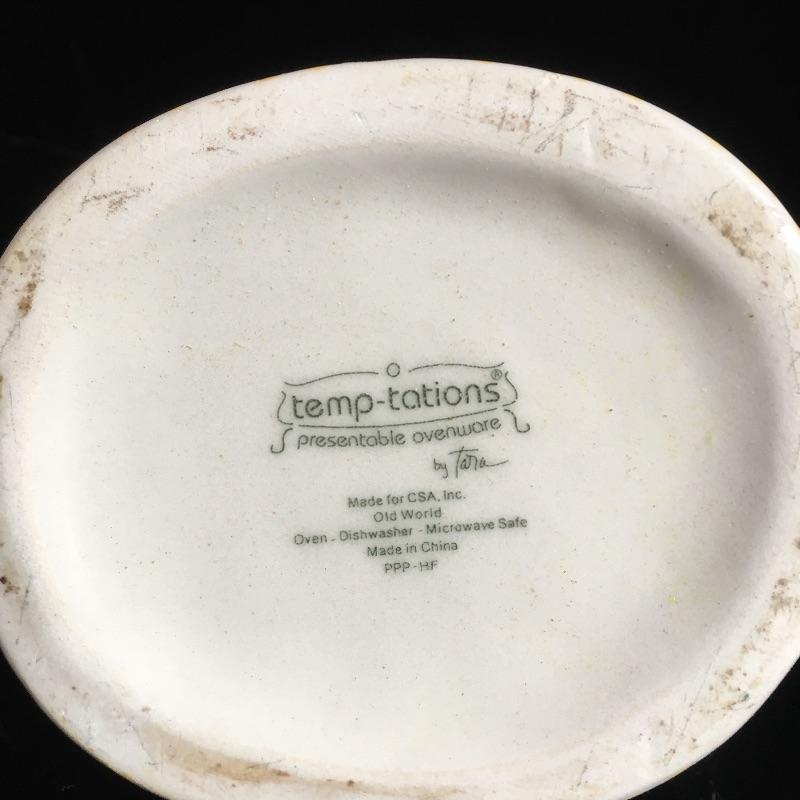 temp-tations®
presentable ovenware
by Tara
Made for CSA, Inc.
Old World
Oven - Dishwasher - Microwave Safe
Made in China
PPP-HF